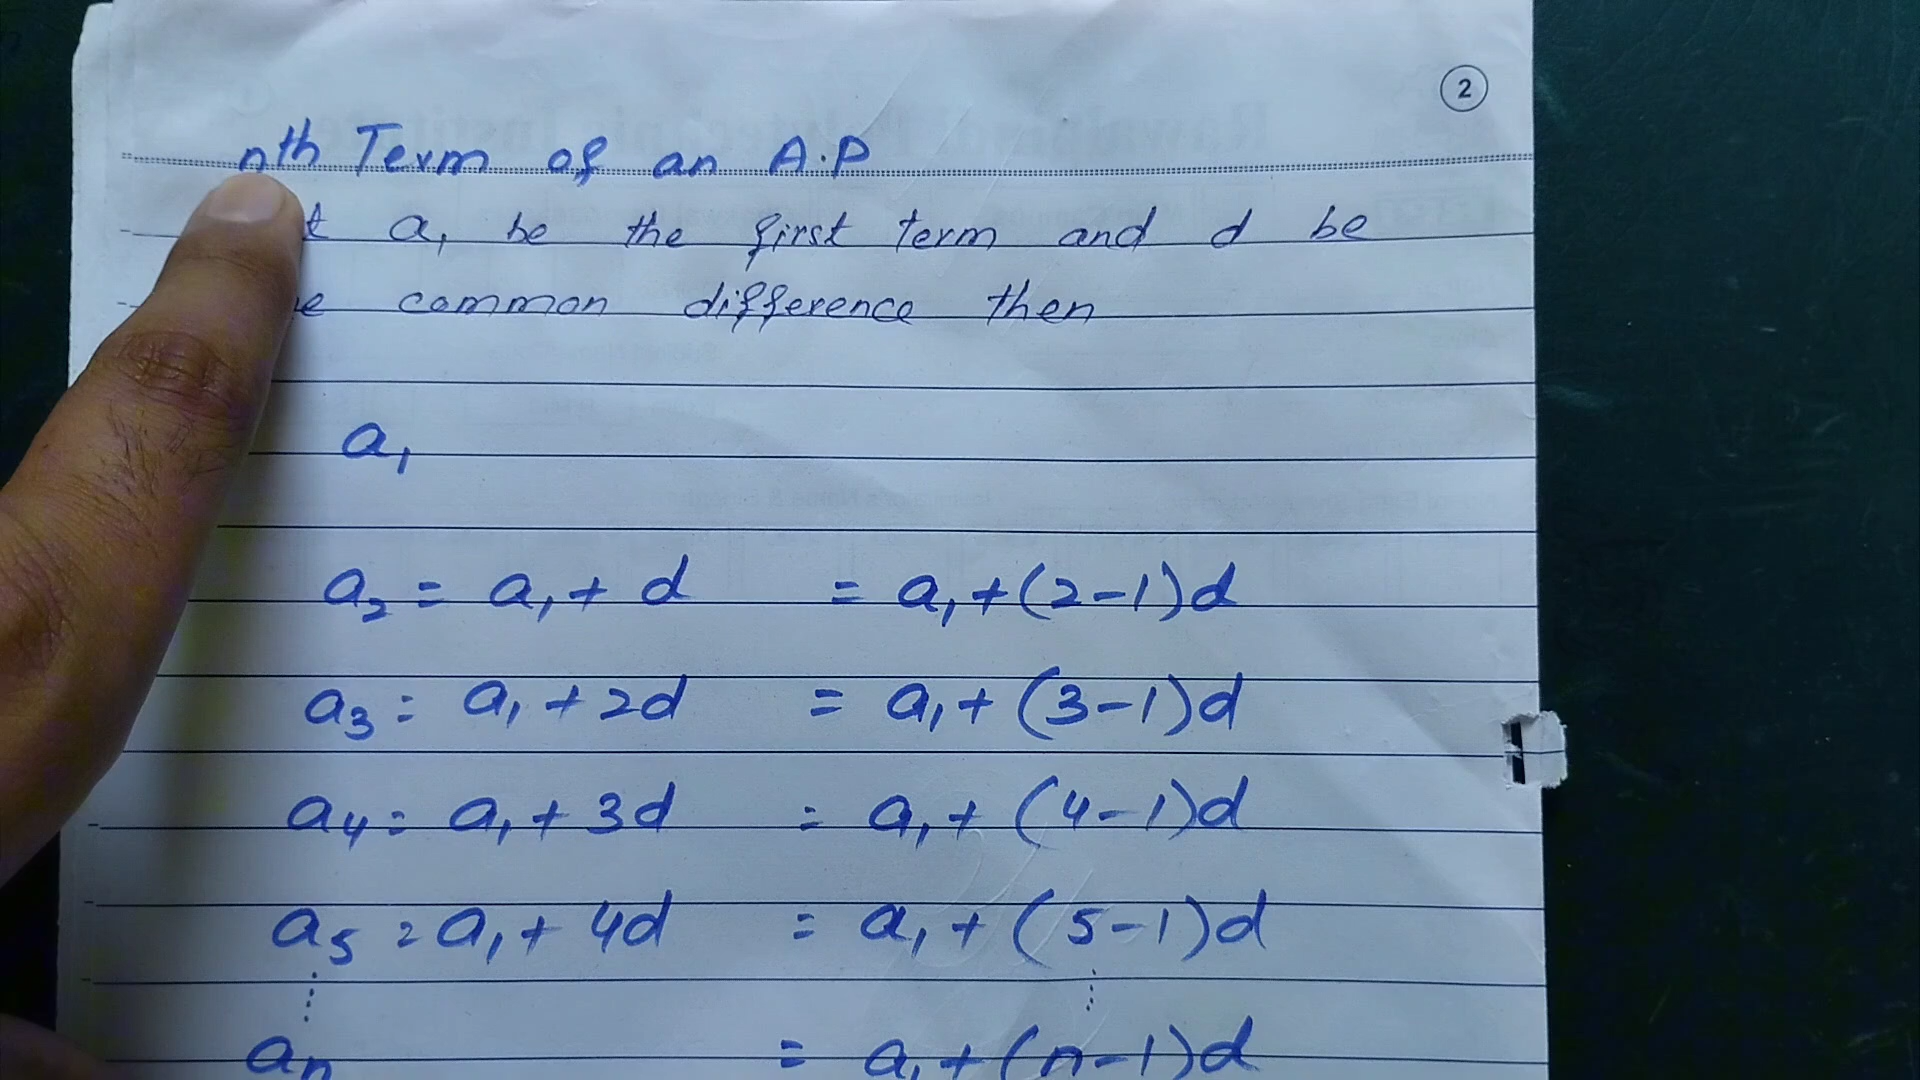 2
nth Term of an A.P
t a₁ be the first term and d be
e common difference then
a₁
a₂ = a₁ + d = a₁ + (2-1)d
a₃ = a₁ + 2d = a₁ + (3-1)d
a₄ = a₁ + 3d = a₁ + (4-1)d
a₅ = a₁ + 4d = a₁ + (5-1)d
⋮ ⋮
aₙ = a₁ + (n-1)d